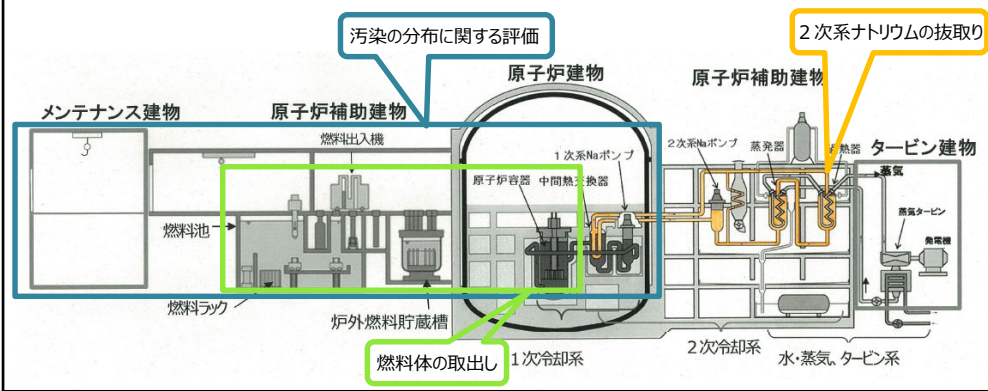 汚染の分布に関する評価
2次系ナトリウムの抜取り
原子炉建物
原子炉補助建物
メンテナンス建物
原子炉補助建物
タービン建物
燃料出入機
1次系Naポンプ
2次系Naポンプ
蒸発器
蒸気
原子炉容器
中間熱交換器
燃料池
蒸気タービン
発電機
燃料ラック
炉外燃料貯蔵槽
燃料体の取出し
1次冷却系
2次冷却系
水・蒸気、タービン系